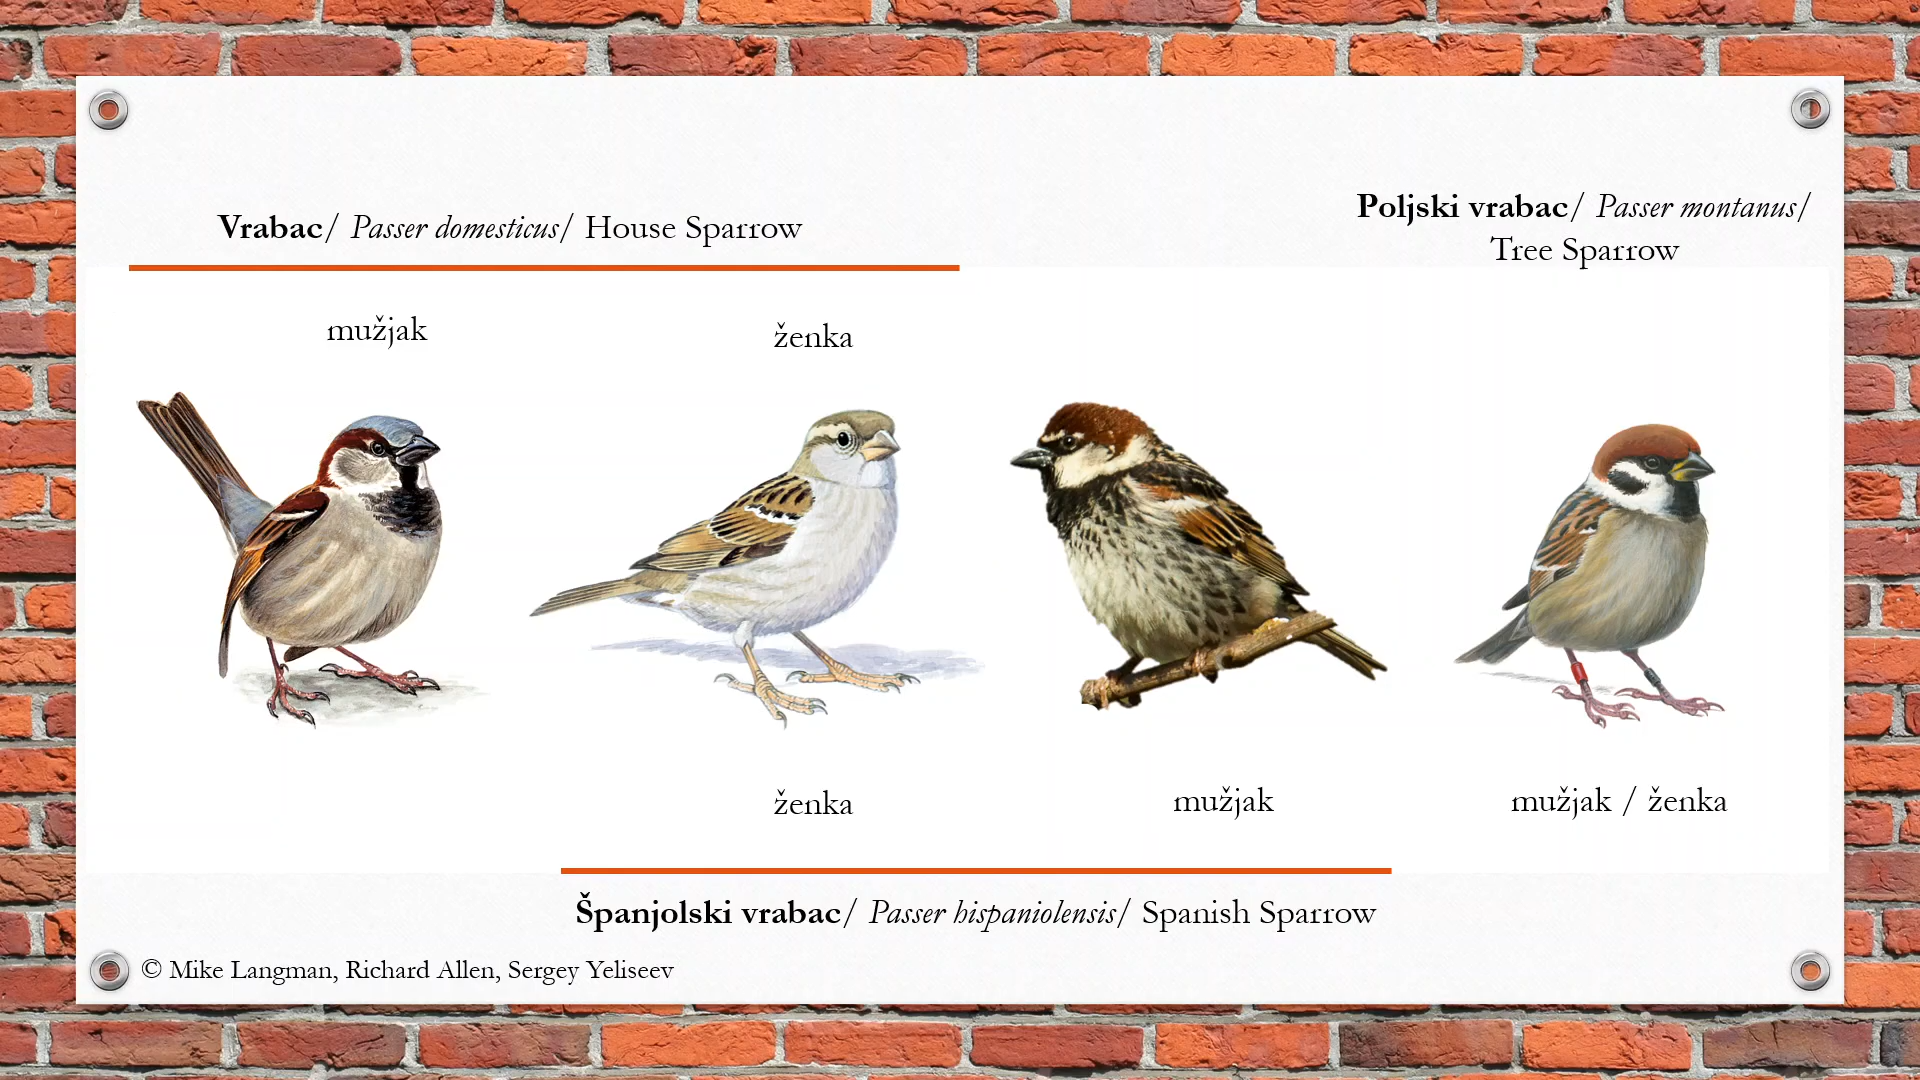 Vrabac/ Passer domesticus/ House Sparrow
Poljski vrabac/ Passer montanus/
Tree Sparrow
mužjak
ženka
ženka
mužjak
mužjak / ženka
Španjolski vrabac/ Passer hispaniolensis/ Spanish Sparrow
© Mike Langman, Richard Allen, Sergey Yeliseev